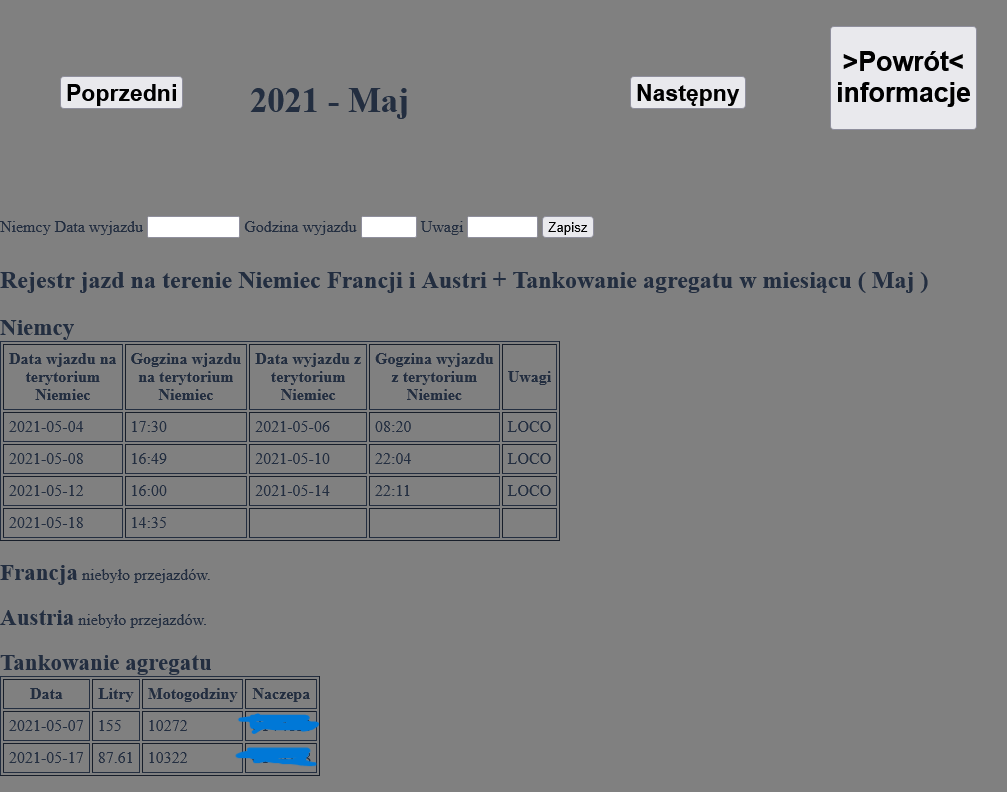 Poprzedni 2021 - Maj Następny >Powrót<
informacje
Niemcy Data wyjazdu Godzina wyjazdu Uwagi Zapisz
Rejestr jazd na terenie Niemiec Francji i Austri + Tankowanie agregatu w miesiącu ( Maj )
Niemcy
Data wjazdu na terytorium Niemiec Gogzina wjazdu na terytorium Niemiec Data wyjazdu z terytorium Niemiec Gogzina wyjazdu z terytorium Niemiec Uwagi
2021-05-04 17:30 2021-05-06 08:20 LOCO
2021-05-08 16:49 2021-05-10 22:04 LOCO
2021-05-12 16:00 2021-05-14 22:11 LOCO
2021-05-18 14:35
Francja niebyło przejazdów.
Austria niebyło przejazdów.
Tankowanie agregatu
Data Litry Motogodziny Naczepa
2021-05-07 155 10272
2021-05-17 87.61 10322